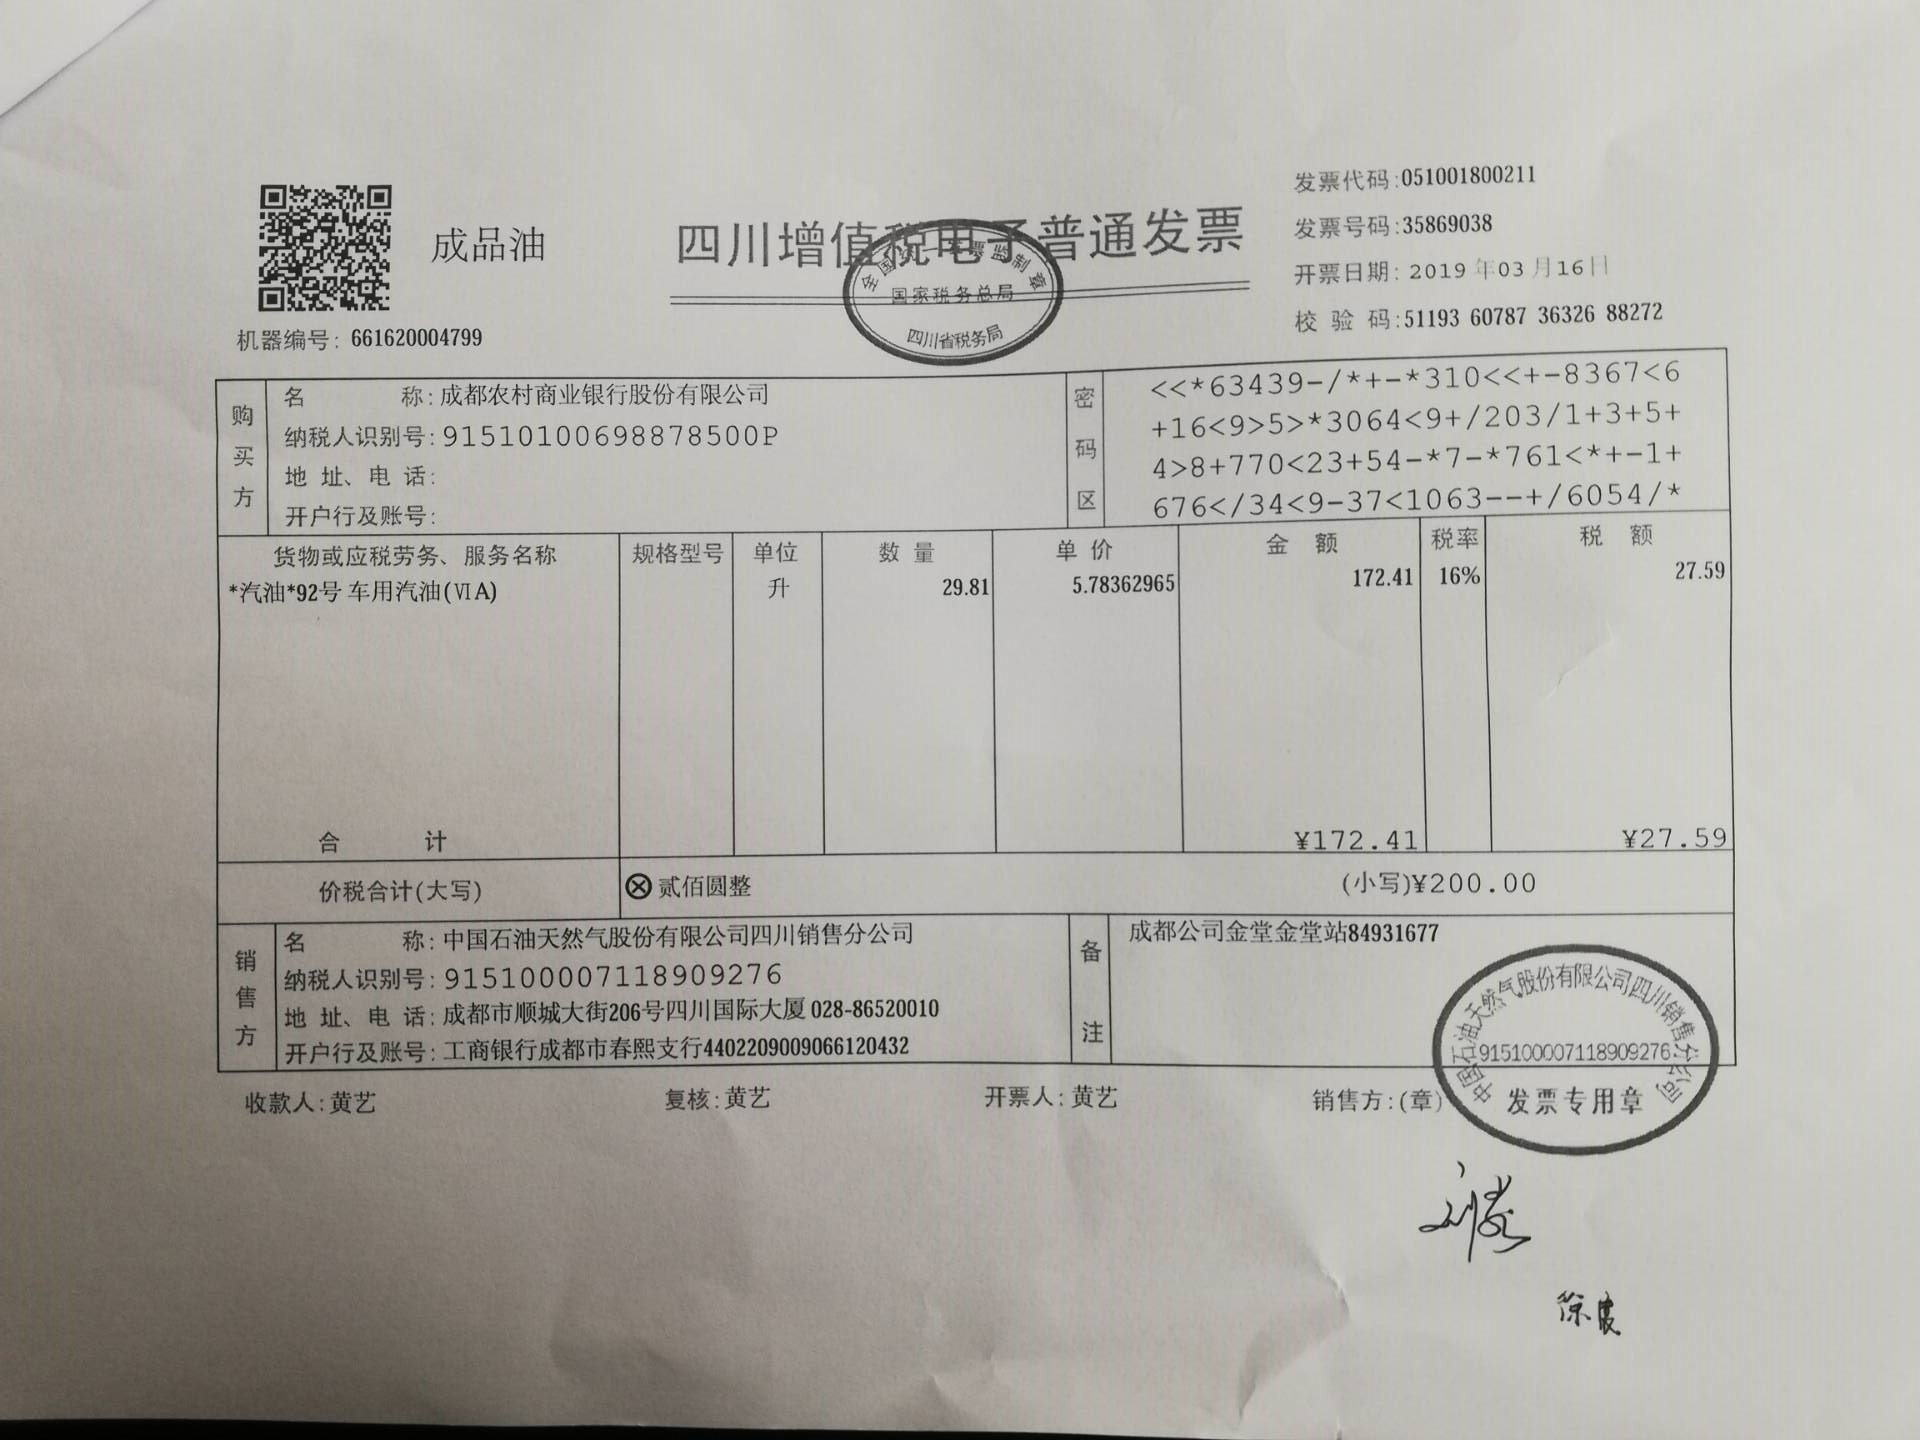 成品油
四川增值税电子普通发票
国家税务总局
四川省税务局
发票代码:051001800211
发票号码:35869038
开票日期: 2019 年03 月16日
校 验 码:51193 60787 36326 88272
机器编号: 661620004799
购买方
名 称: 成都农村商业银行股份有限公司
纳税人识别号: 91510100698878500P
地 址、电 话:
开户行及账号:
密码区
<<*63439-/*+-*310<<+-8367<6
+16<9>5>*3064<9+/203/1+3+5+
4>8+770<23+54-*7-*761<*+-1+
676</34<9-37<1063--+/6054/*
货物或应税劳务、服务名称 规格型号 单位 数 量 单 价 金 额 税率 税 额
*汽油*92号 车用汽油(ⅥA) 升 29.81 5.78362965 172.41 16% 27.59
合 计 ¥172.41 ¥27.59
价税合计(大写) ⊗贰佰圆整 (小写)¥200.00
销售方
名 称: 中国石油天然气股份有限公司四川销售分公司
纳税人识别号: 915100007118909276
地 址、电 话: 成都市顺城大街206号四川国际大厦 028-86520010
开户行及账号: 工商银行成都市春熙支行4402209009066120432
备注
成都公司金堂金堂站84931677
中国石油天然气股份有限公司四川销售分公司
915100007118909276
发票专用章
收款人: 黄艺 复核: 黄艺 开票人: 黄艺 销售方:(章)